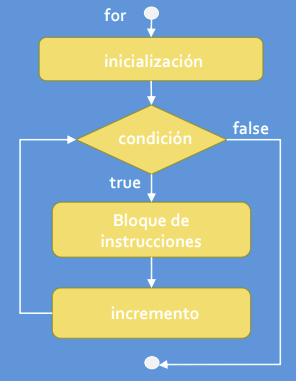 for
inicialización
condición
false
true
Bloque de
instrucciones
incremento